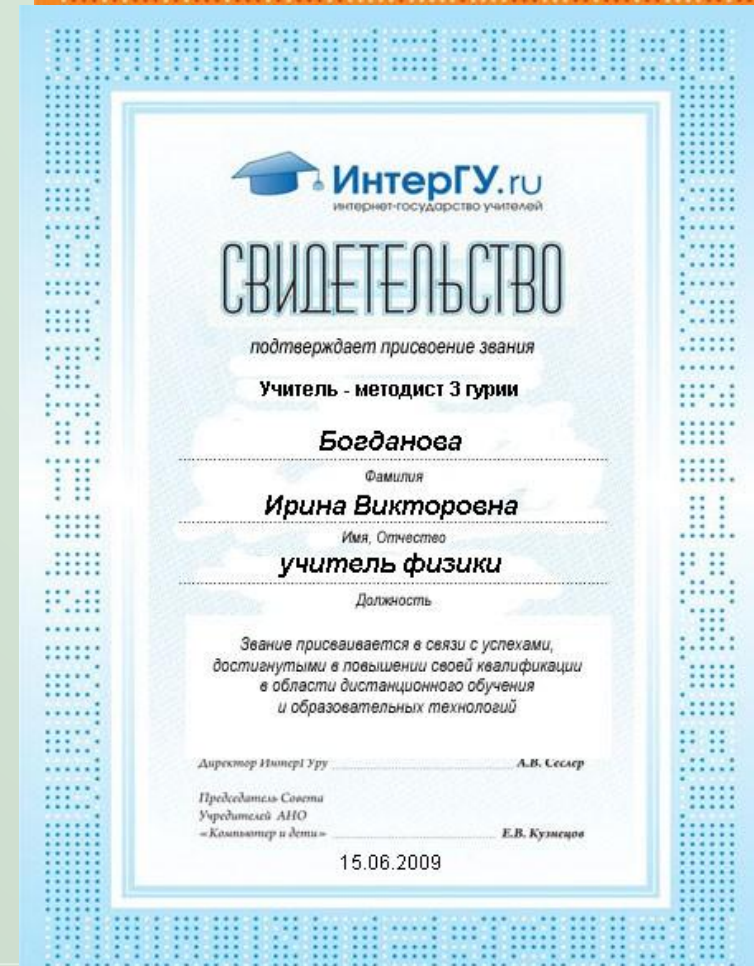 ИнтерГУ.ru
интернет-государство учителей
СВИДЕТЕЛЬСТВО
подтверждает присвоение звания
Учитель - методист 3 гурии
Богданова
Фамилия
Ирина Викторовна
Имя, Отчество
учитель физики
Должность
Звание присваивается в связи с успехами,
достигнутыми в повышении своей квалификации
в области дистанционного обучения
и образовательных технологий
Директор ИнтерГУру А.В. Сеслер
Председатель Совета
Учредителей АНО
«Компьютер и дети» Е.В. Кузнецов
15.06.2009